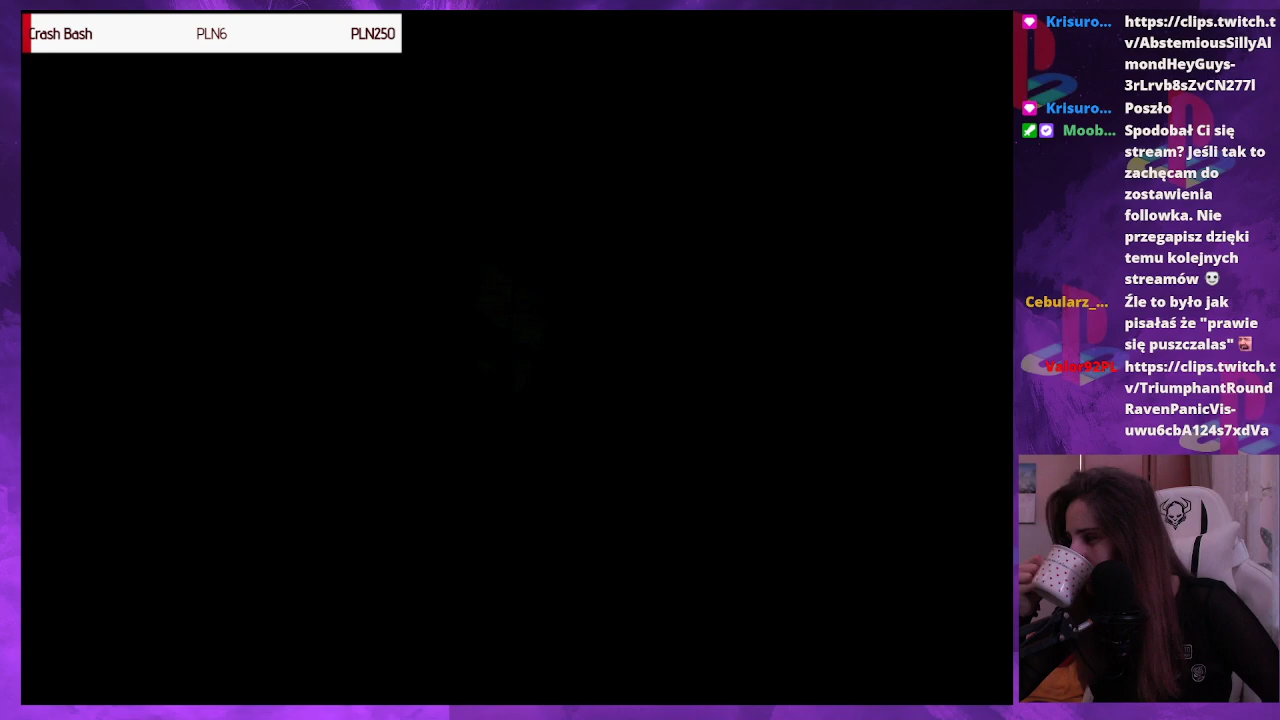 Crash Bash PLN6 PLN250
Krisuro... https://clips.twitch.t
v/AbstemiousSillyAl
mondHeyGuys-
3rLrvb8sZvCN277l
Krisuro... Poszło
Moob... Spodobał Ci się
stream? Jeśli tak to
zachęcam do
zostawienia
followka. Nie
przegapisz dzięki
temu kolejnych
streamów
Cebularz_... Źle to było jak
pisałaś że "prawie
się puszczalas"
Valor92PL https://clips.twitch.t
v/TriumphantRound
RavenPanicVis-
uwu6cbA124s7xdVa